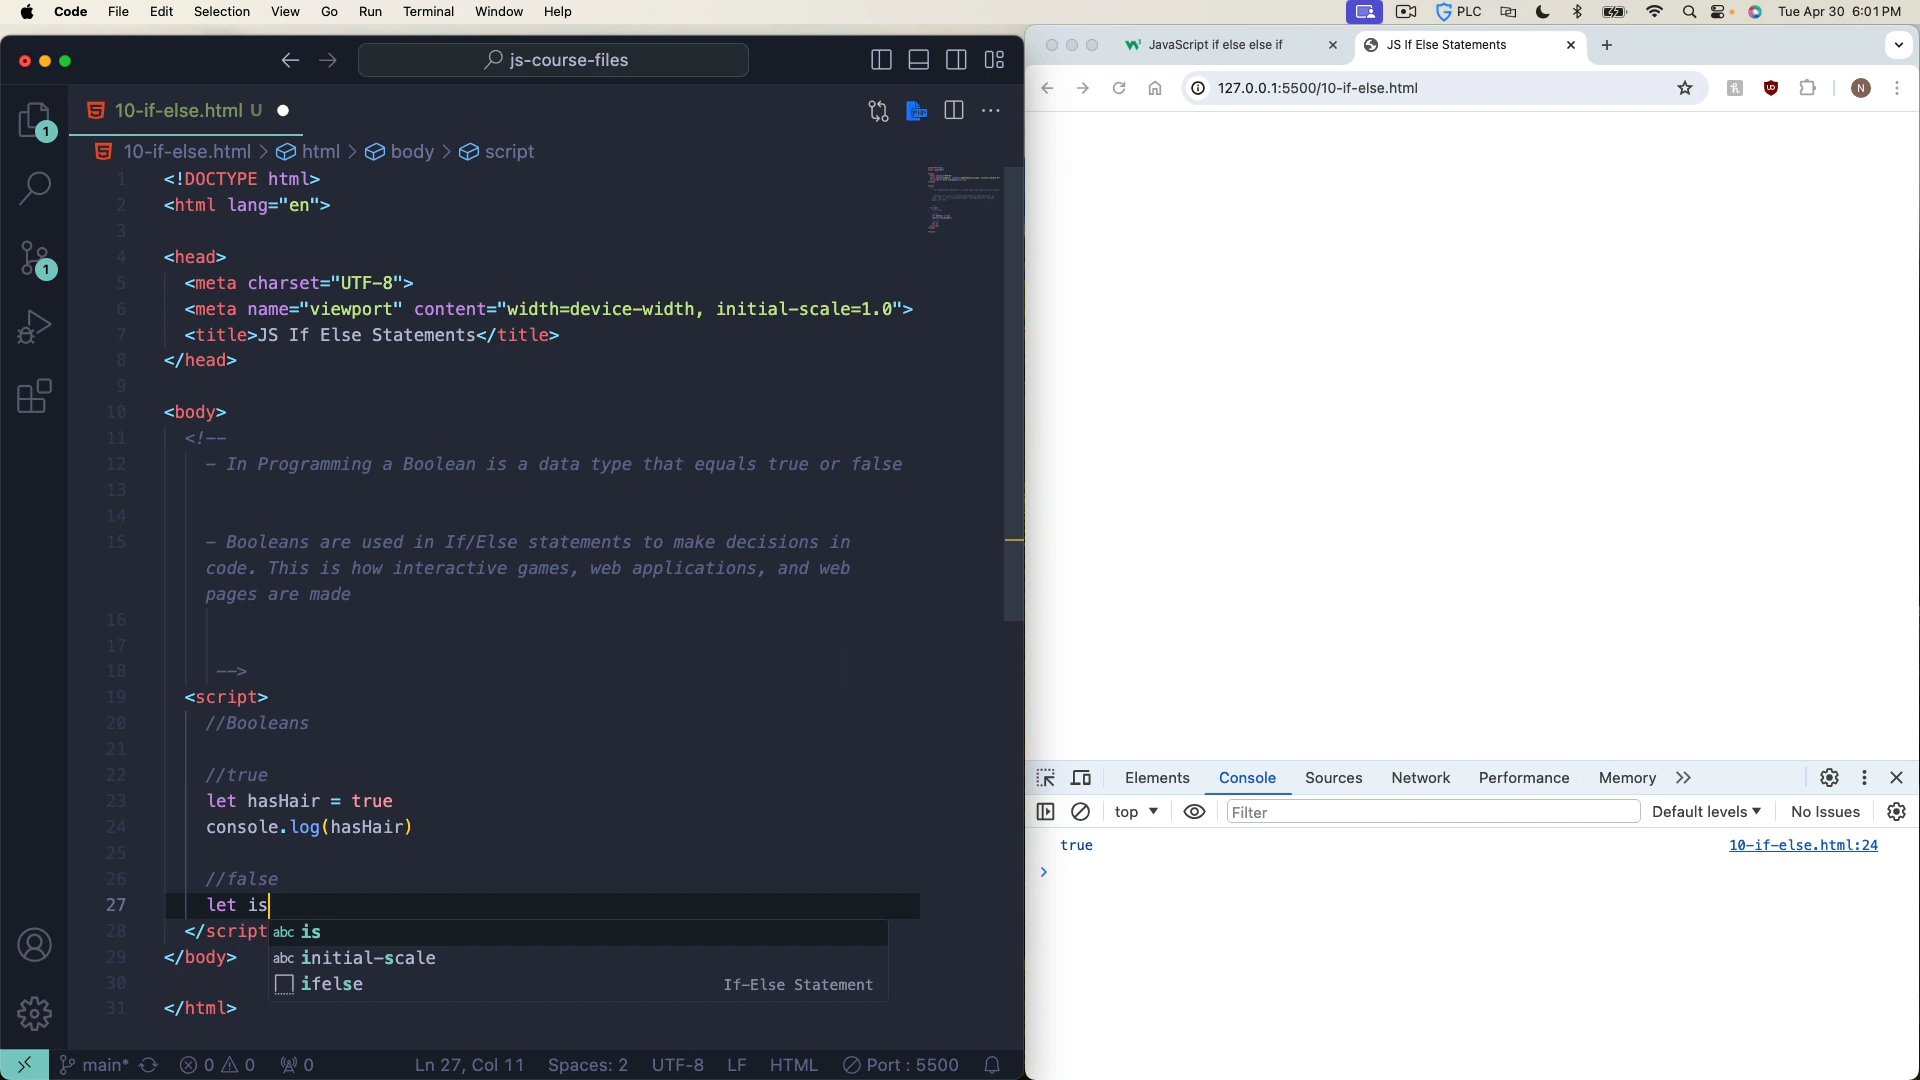 Code File Edit Selection View Go Run Terminal Window Help PLC Tue Apr 30 6:01 PM
js-course-files
JavaScript if else else if
JS If Else Statements
127.0.0.1:5500/10-if-else.html
N
10-if-else.html U
10-if-else.html > html > body > script
1 <!DOCTYPE html>
2 <html lang="en">
3
4 <head>
5 <meta charset="UTF-8">
6 <meta name="viewport" content="width=device-width, initial-scale=1.0">
7 <title>JS If Else Statements</title>
8 </head>
9
10 <body>
11 <!--
12 - In Programming a Boolean is a data type that equals true or false
13
14
15 - Booleans are used in If/Else statements to make decisions in
code. This is how interactive games, web applications, and web
pages are made
16
17
18 -->
19 <script>
20 //Booleans
21
22 //true
23 let hasHair = true
24 console.log(hasHair)
25
26 //false
27 let is
28 </script
29 </body>
30
31 </html>
abc is
abc initial-scale
ifelse If-Else Statement
1
1
main* 0 0 0 Ln 27, Col 11 Spaces: 2 UTF-8 LF HTML Port : 5500
Elements Console Sources Network Performance Memory
top Filter Default levels No Issues
true 10-if-else.html:24
>